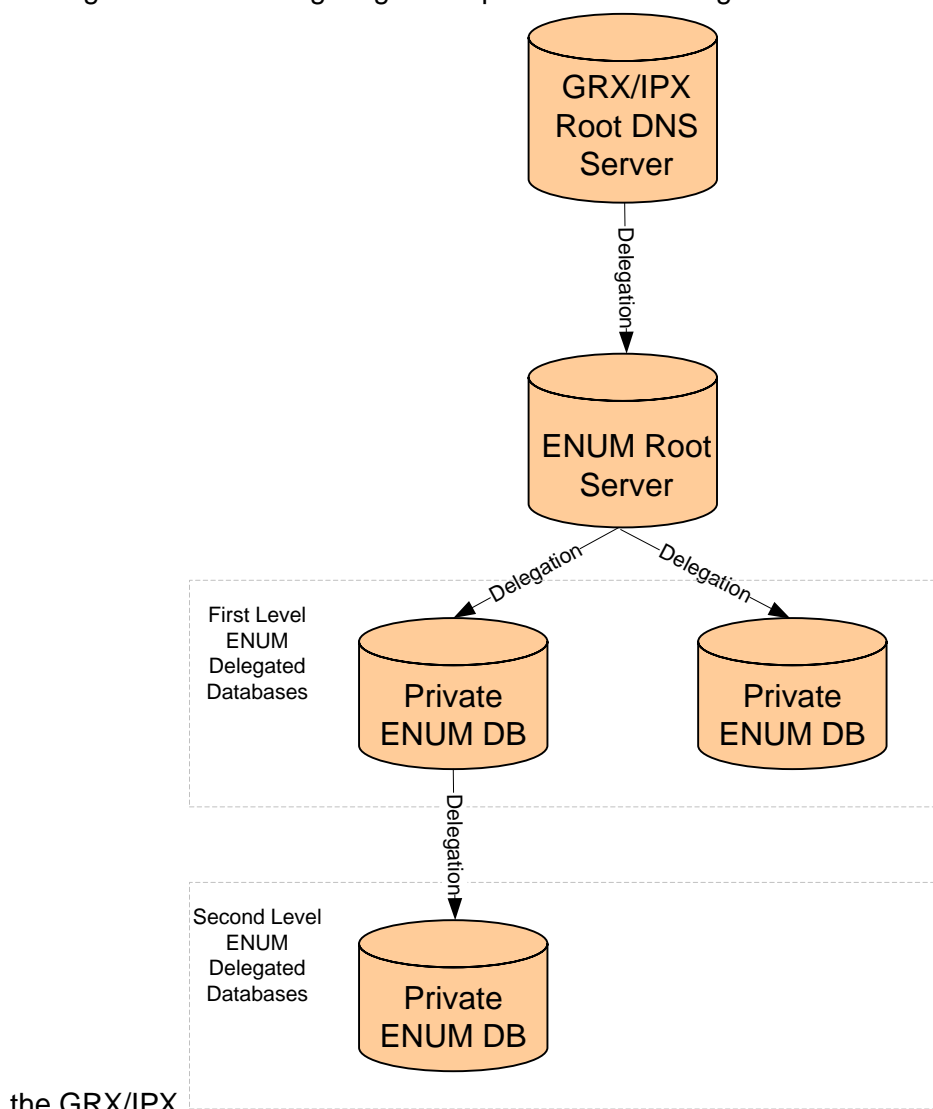 GRX/IPX
Root DNS
Server
Delegation
ENUM Root
Server
Delegation
Delegation
First Level
ENUM
Delegated
Databases
Private
ENUM DB
Private
ENUM DB
Delegation
Second Level
ENUM
Delegated
Databases
Private
ENUM DB
the GRX/IPX